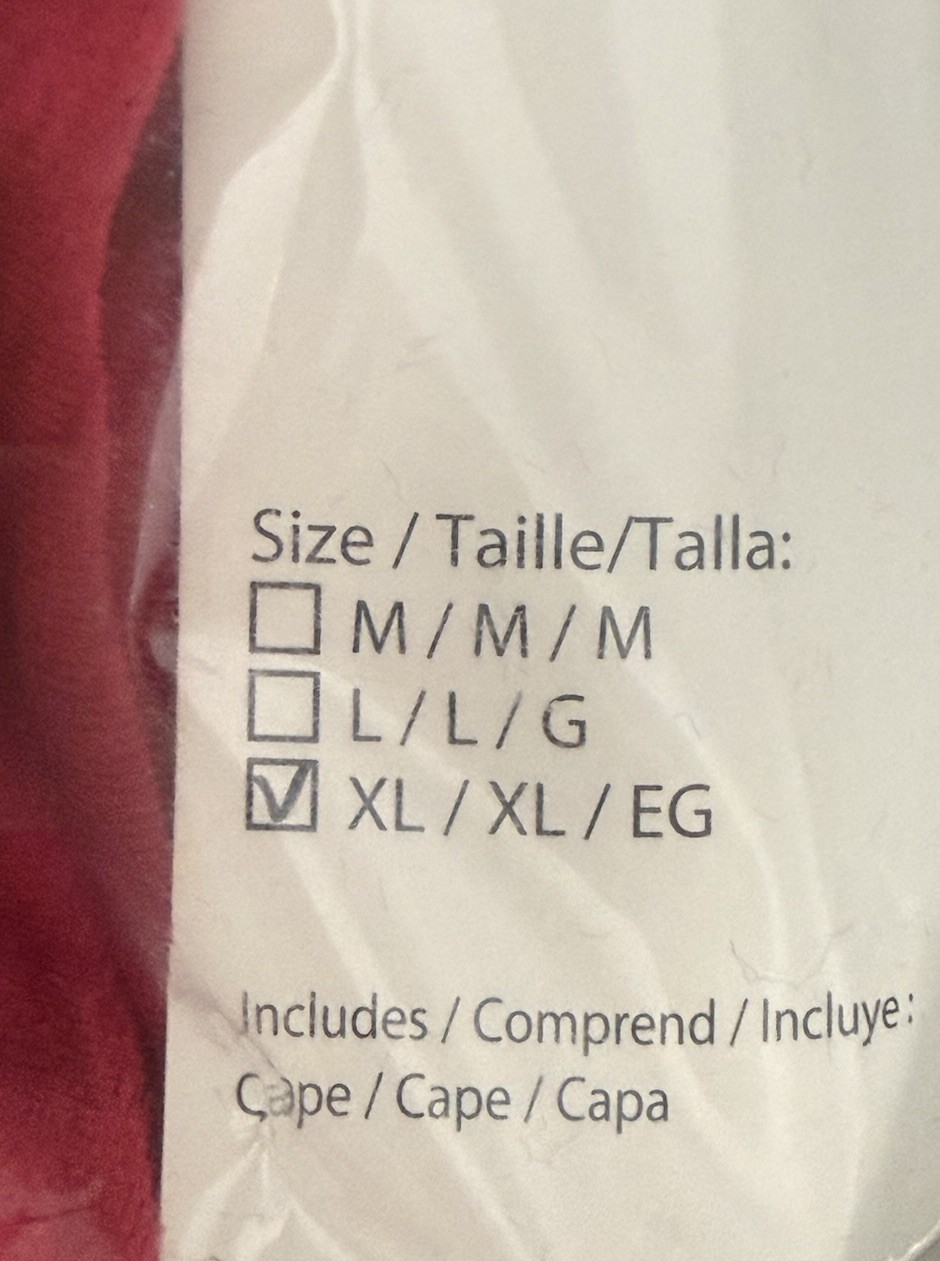 Size / Taille/Talla:
☐ M / M / M
☐ L / L / G
☑ XL / XL / EG
Includes / Comprend / Incluye:
Cape / Cape / Capa